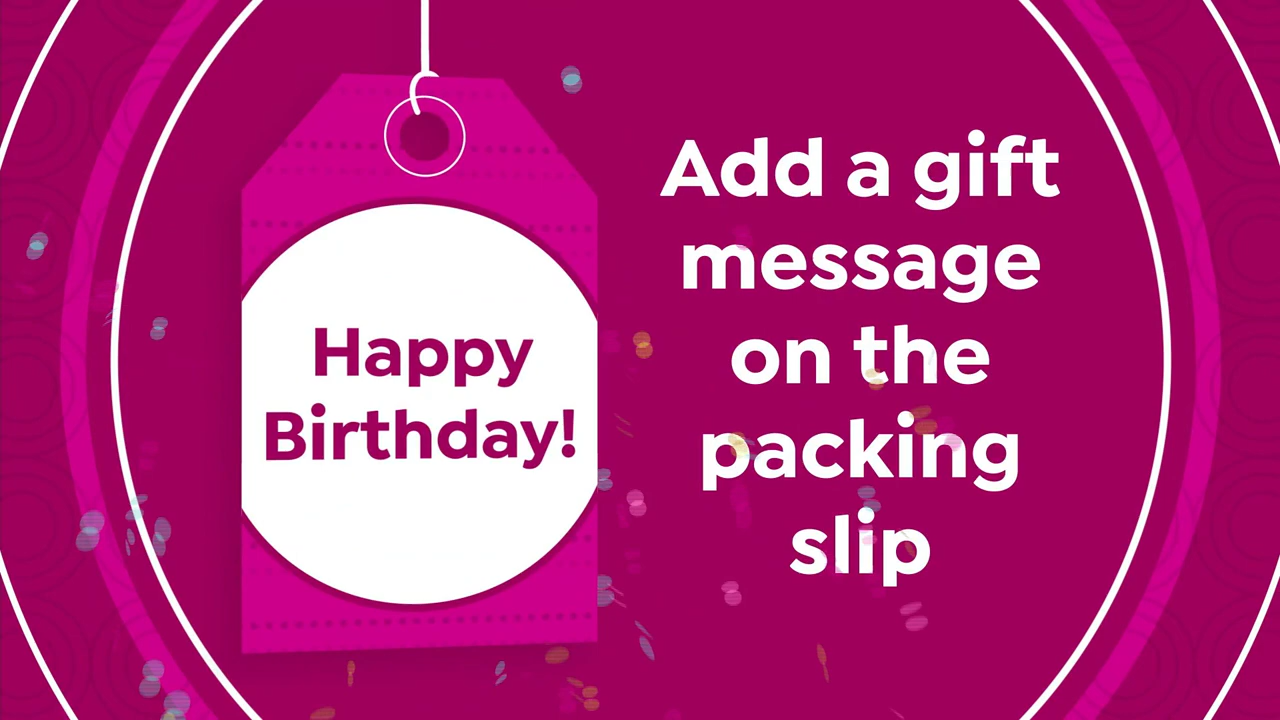 Happy
Birthday!
Add a gift
message
on the
packing
slip